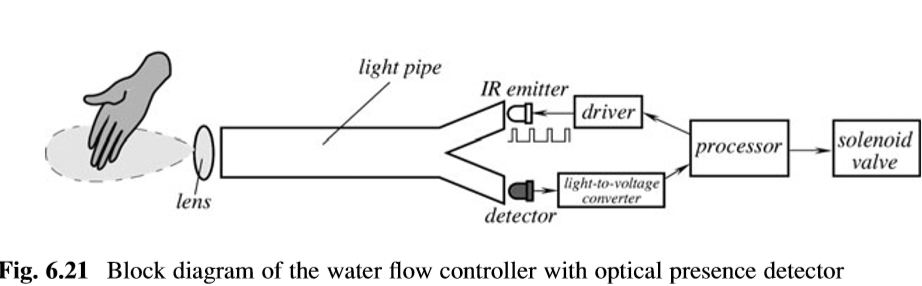 light pipe
IR emitter
driver
processor
solenoid
valve
lens
light-to-voltage
converter
detector
Fig. 6.21 Block diagram of the water flow controller with optical presence detector